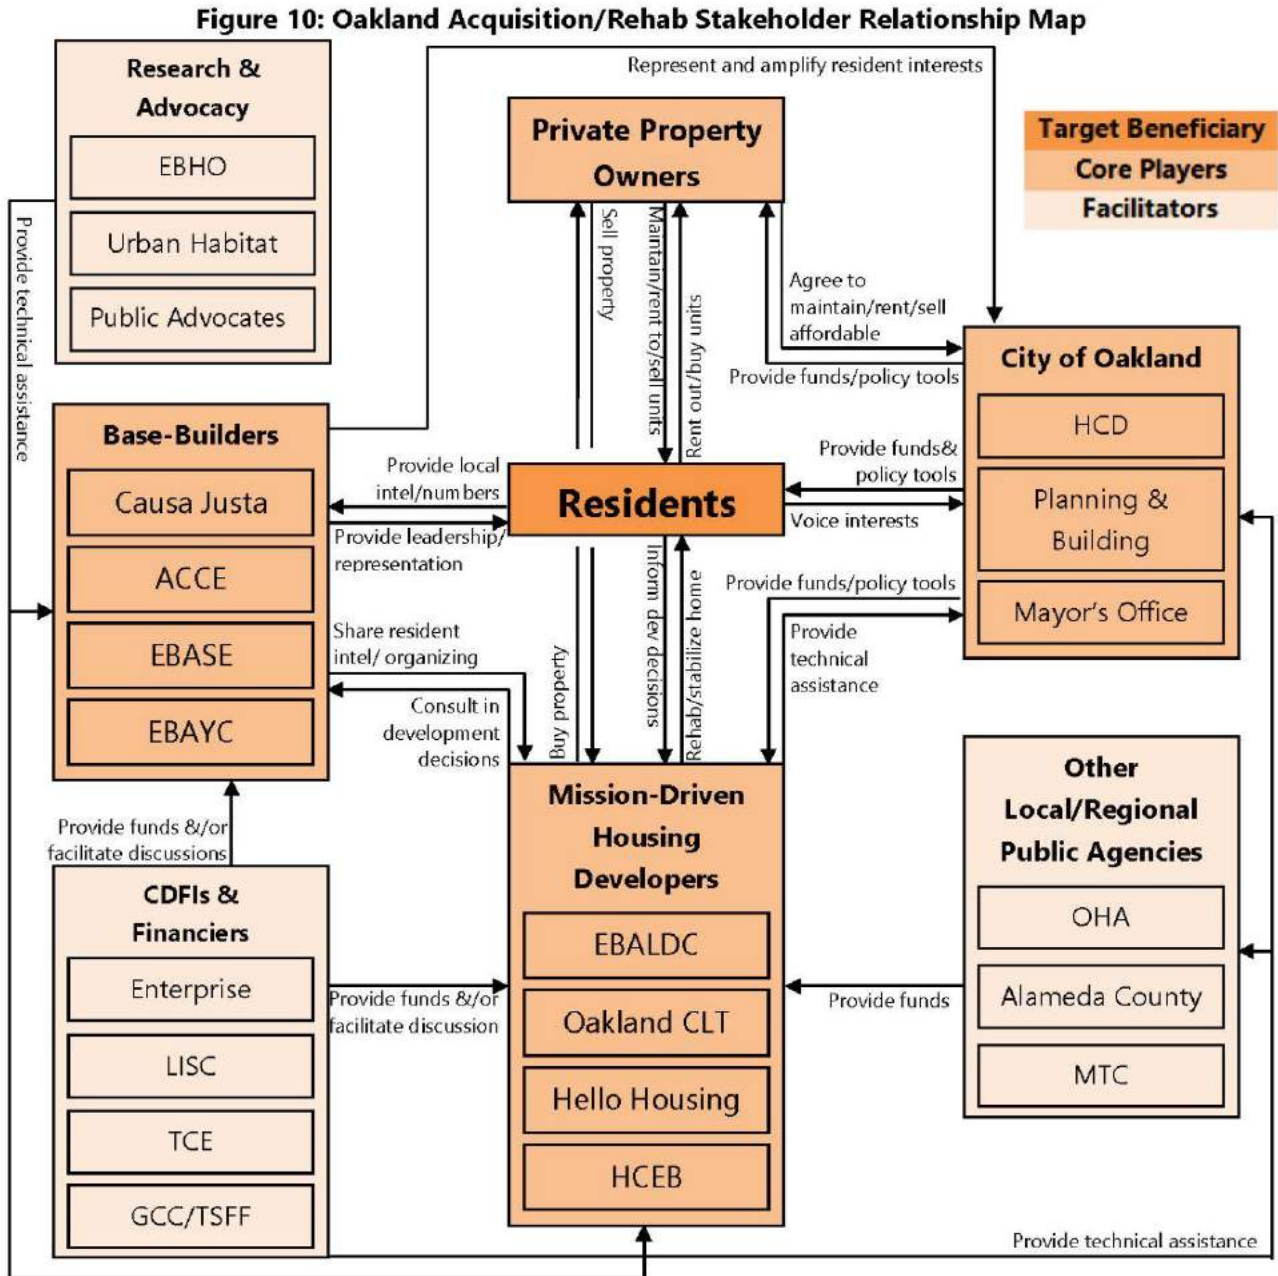 Figure 10: Oakland Acquisition/Rehab Stakeholder Relationship Map
Research &
Advocacy
EBHO
Urban Habitat
Public Advocates
Provide technical assistance
Represent and amplify resident interests
Private Property
Owners
Target Beneficiary
Core Players
Facilitators
Sell property
Maintain/rent to/sell units
Rent out/buy units
Agree to
maintain/rent/sell
affordable
Provide funds/policy tools
City of Oakland
HCD
Planning &
Building
Mayor's Office
Base-Builders
Causa Justa
ACCE
EBASE
EBAYC
Provide local
intel/numbers
Provide leadership/
representation
Residents
Provide funds&
policy tools
Voice interests
Share resident
intel/ organizing
Consult in
development
decisions
Buy property
Inform dev decisions
Rehab/stabilize home
Provide funds/policy tools
Provide
technical
assistance
Provide funds &/or
facilitate discussions
CDFIs &
Financiers
Enterprise
LISC
TCE
GCC/TSFF
Provide funds &/or
facilitate discussion
Mission-Driven
Housing
Developers
EBALDC
Oakland CLT
Hello Housing
HCEB
Provide funds
Other
Local/Regional
Public Agencies
OHA
Alameda County
MTC
Provide technical assistance